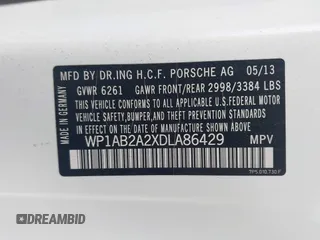 MADE IN GERMANY
MFD BY DR.ING H.C.F. PORSCHE AG 05/13
GVWR 6261 GAWR FRONT/REAR 2998/3384 LBS
THIS VEHICLE CONFORMS TO ALL APPLICABLE U.S. FEDERAL MOTOR VEHICLE
SAFETY, BUMPER, AND THEFT PREVENTION STANDARDS IN EFFECT ON THE
DATE OF MANUFACTURE SHOWN ABOVE.
WP1AB2A2XDLA86429 MPV
DREAMBID